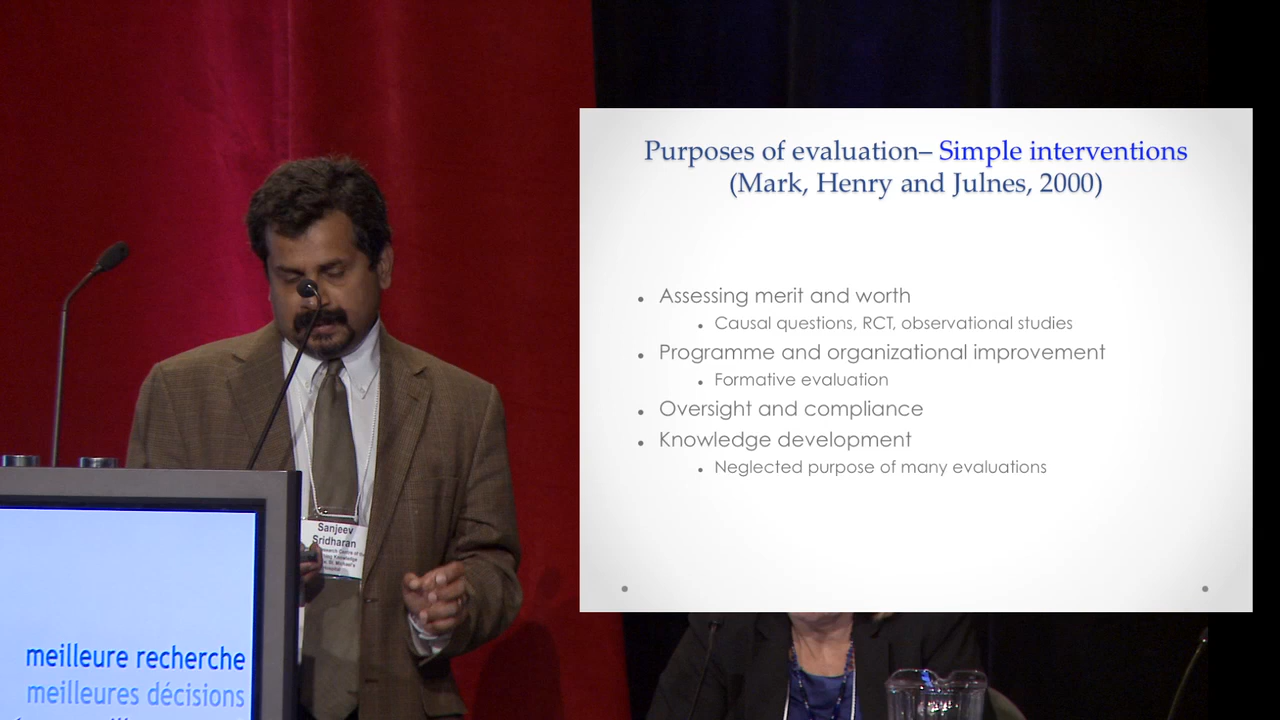 Purposes of evaluation– Simple interventions
(Mark, Henry and Julnes, 2000)
Assessing merit and worth
Causal questions, RCT, observational studies
Programme and organizational improvement
Formative evaluation
Oversight and compliance
Knowledge development
Neglected purpose of many evaluations
Sanjeev
Sridharan
meilleure recherche
meilleures décisions